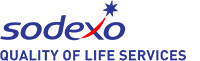 sodexo
QUALITY OF LIFE SERVICES